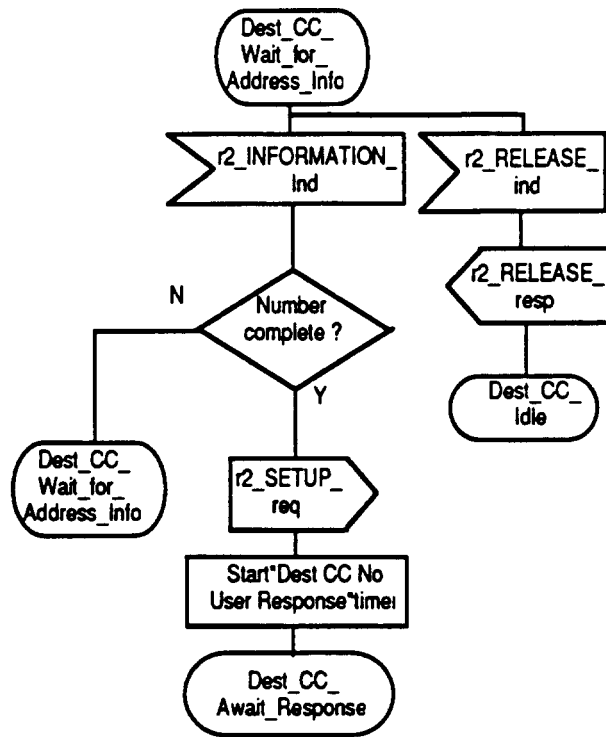 Dest_CC_
Wait_for_
Address_Info
r2_INFORMATION_
Ind
r2_RELEASE_
ind
r2_RELEASE_
resp
Dest_CC_
Idle
N
Number
complete ?
Y
Dest_CC_
Wait_for_
Address_Info
r2_SETUP_
req
Start"Dest CC No
User Response"timer
Dest_CC_
Await_Response